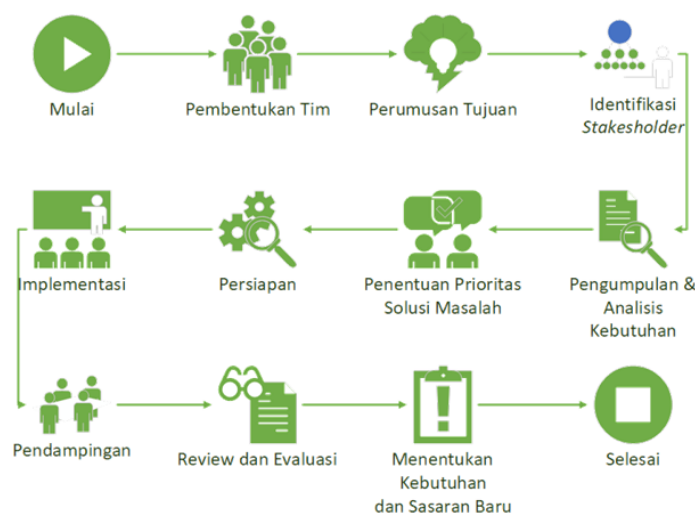 Mulai
Pembentukan Tim
Perumusan Tujuan
Identifikasi
Stakesholder
Pengumpulan &
Analisis
Kebutuhan
Penentuan Prioritas
Solusi Masalah
Persiapan
Implementasi
Pendampingan
Review dan Evaluasi
Menentukan
Kebutuhan
dan Sasaran Baru
Selesai